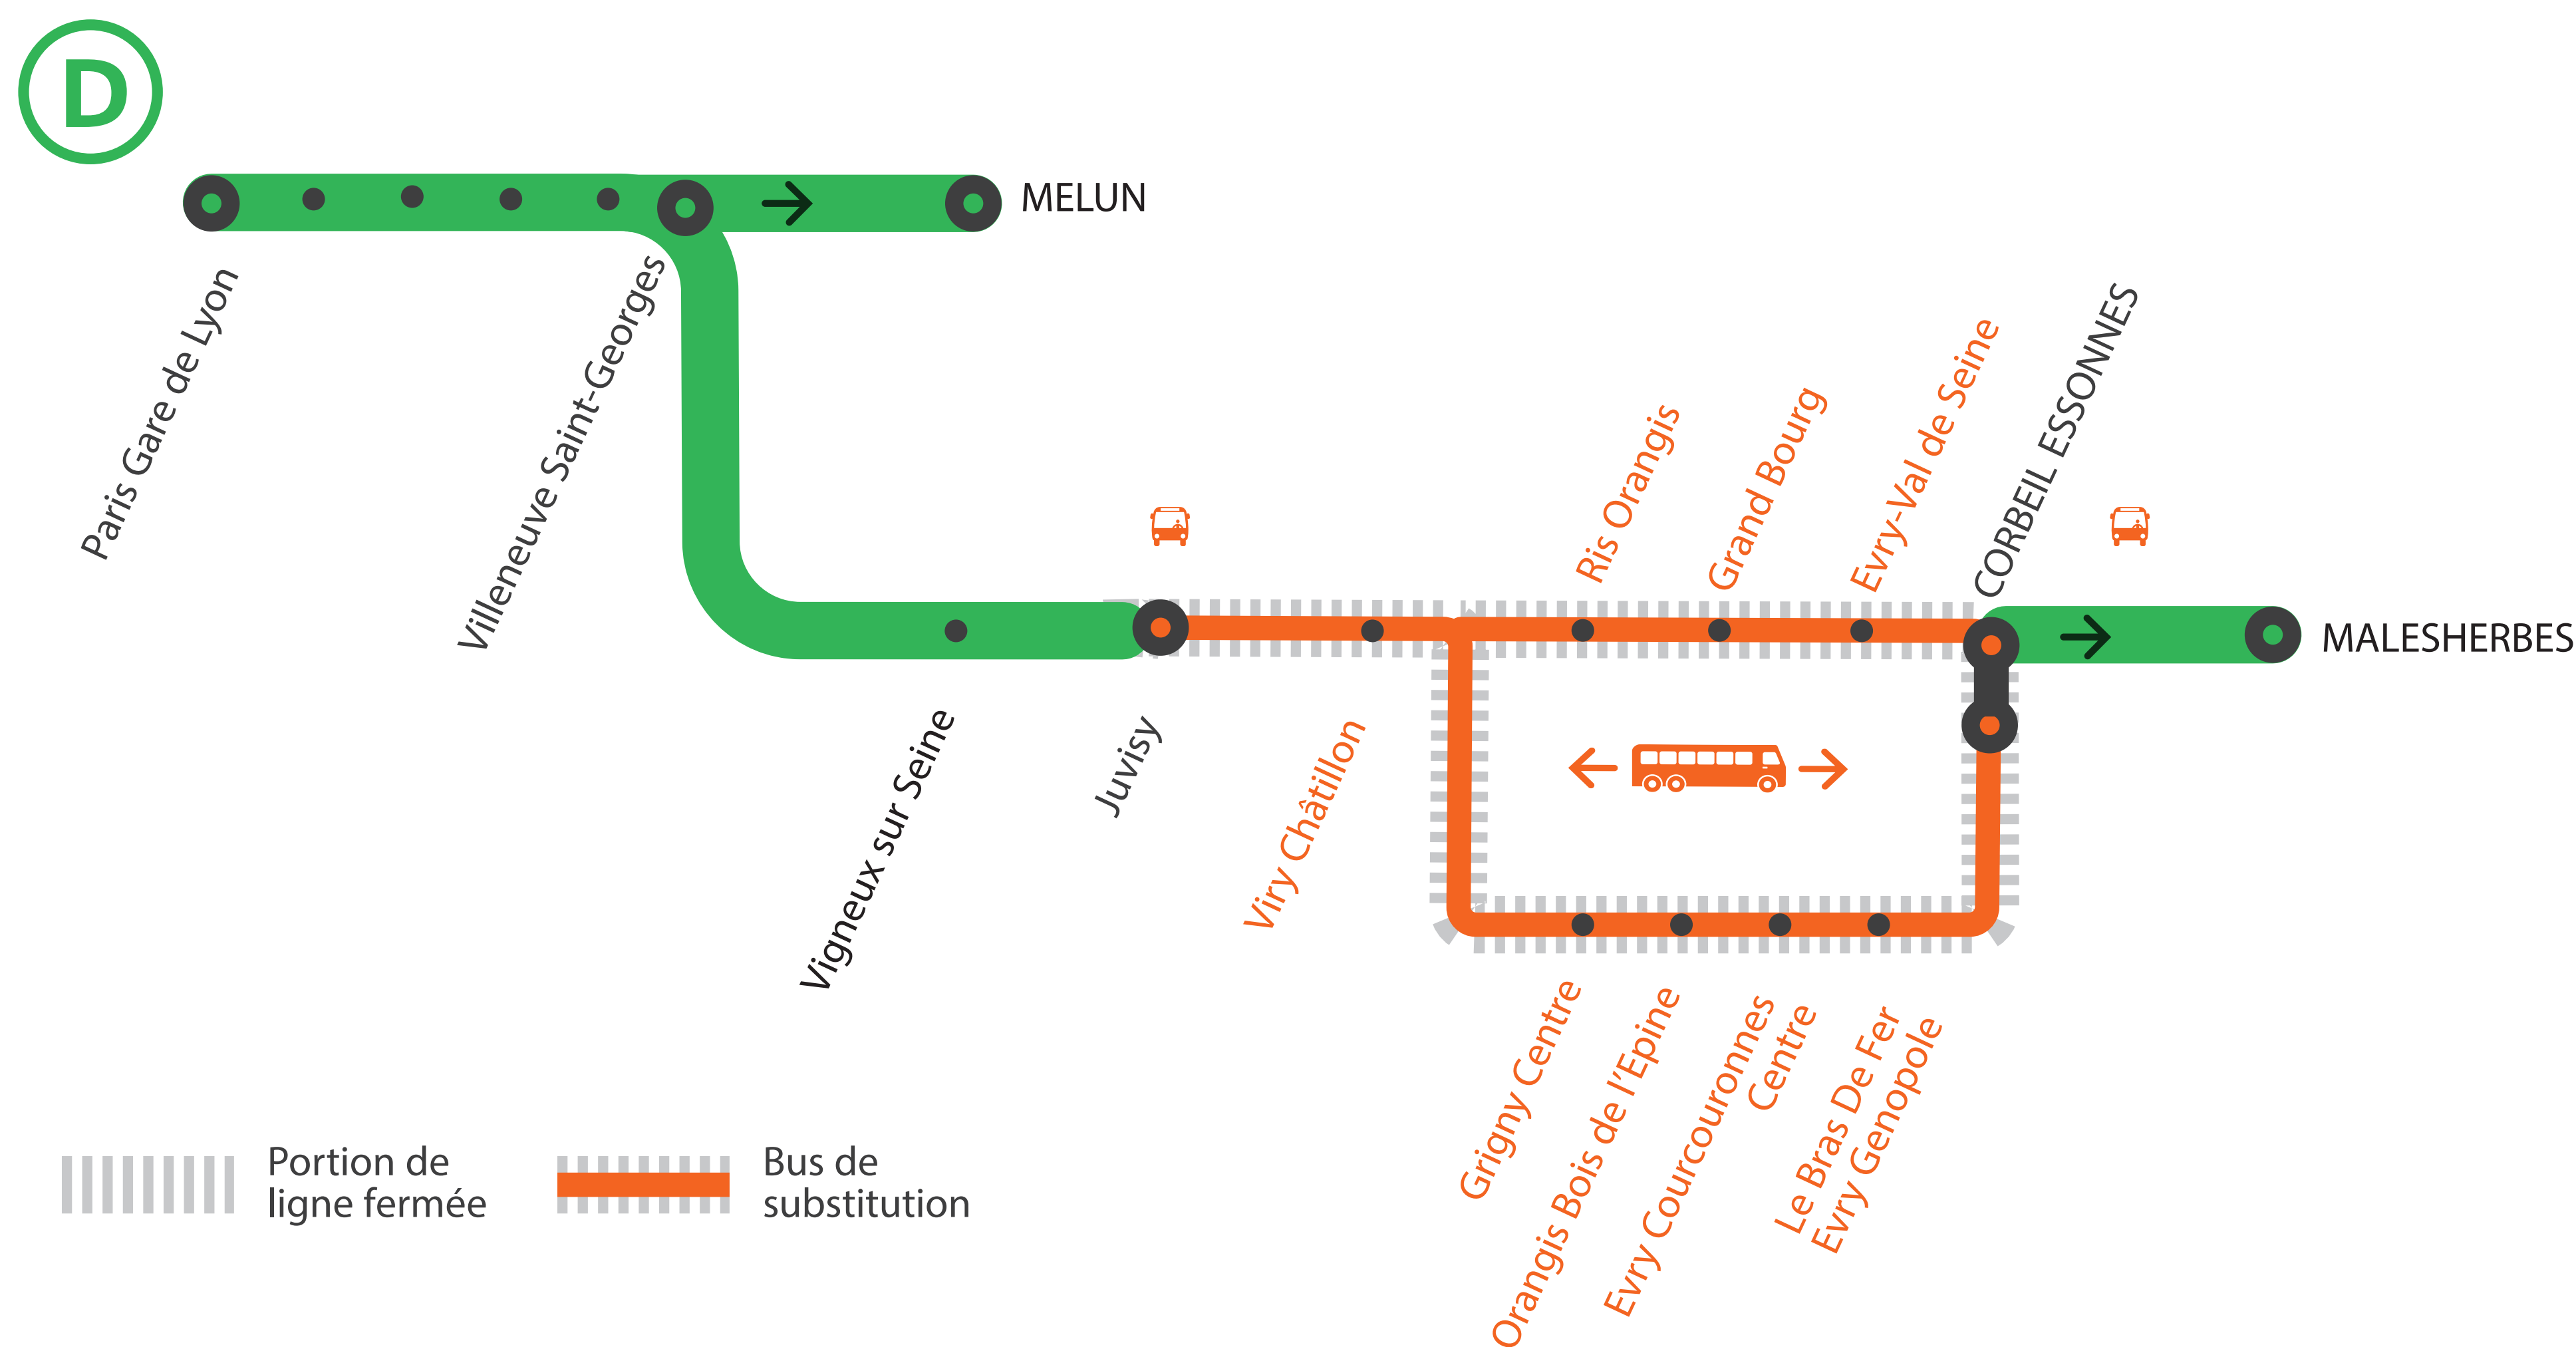 D
MELUN
Paris Gare de Lyon
Villeneuve Saint-Georges
Vigneux sur Seine
Juvisy
Viry Châtillon
Ris Orangis
Grand Bourg
Evry-Val de Seine
CORBEIL ESSONNES
MALESHERBES
Grigny Centre
Orangis Bois de l'Epine
Evry Courcouronnes
Centre
Le Bras De Fer
Evry Genopole
Portion de
ligne fermée
Bus de
substitution